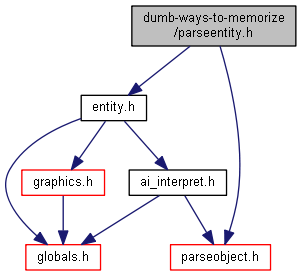 dumb-ways-to-memorize
/parseentity.h
entity.h
graphics.h
ai_interpret.h
globals.h
parseobject.h